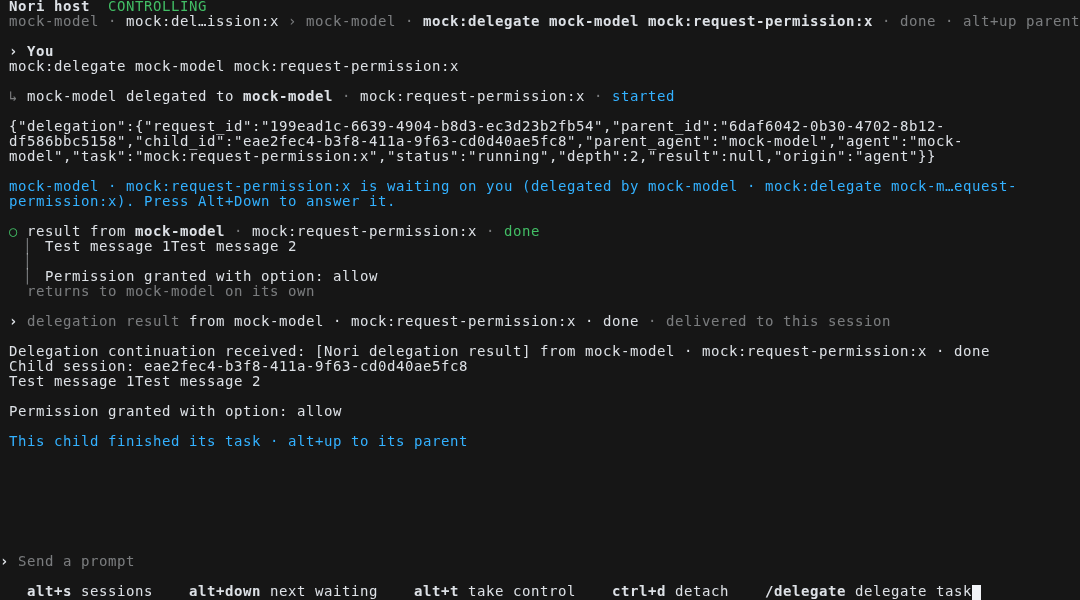 Nori host  CONTROLLING
mock-model · mock:del…ission:x › mock-model · mock:delegate mock-model mock:request-permission:x · done · alt+up parent
› You
mock:delegate mock-model mock:request-permission:x
↳ mock-model delegated to mock-model · mock:request-permission:x · started
{"delegation":{"request_id":"199ead1c-6639-4904-b8d3-ec3d23b2fb54","parent_id":"6daf6042-0b30-4702-8b12-
df586bbc5158","child_id":"eae2fec4-b3f8-411a-9f63-cd0d40ae5fc8","parent_agent":"mock-model","agent":"mock-
model","task":"mock:request-permission:x","status":"running","depth":2,"result":null,"origin":"agent"}}
mock-model · mock:request-permission:x is waiting on you (delegated by mock-model · mock:delegate mock-m…equest-
permission:x). Press Alt+Down to answer it.
○ result from mock-model · mock:request-permission:x · done
│ Test message 1Test message 2
│
│ Permission granted with option: allow
returns to mock-model on its own
› delegation result from mock-model · mock:request-permission:x · done · delivered to this session
Delegation continuation received: [Nori delegation result] from mock-model · mock:request-permission:x · done
Child session: eae2fec4-b3f8-411a-9f63-cd0d40ae5fc8
Test message 1Test message 2
Permission granted with option: allow
This child finished its task · alt+up to its parent
› Send a prompt
alt+s sessions    alt+down next waiting    alt+t take control    ctrl+d detach    /delegate delegate task